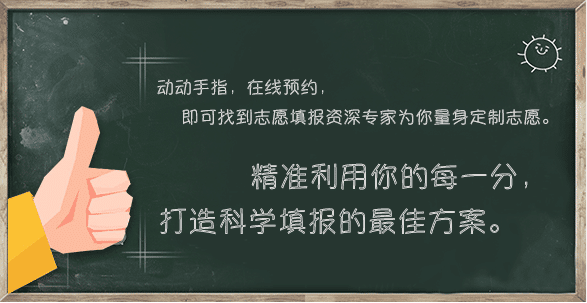 动动手指，在线预约，
即可找到志愿填报资深专家为你量身定制志愿。
精准利用你的每一分，
打造科学填报的最佳方案。